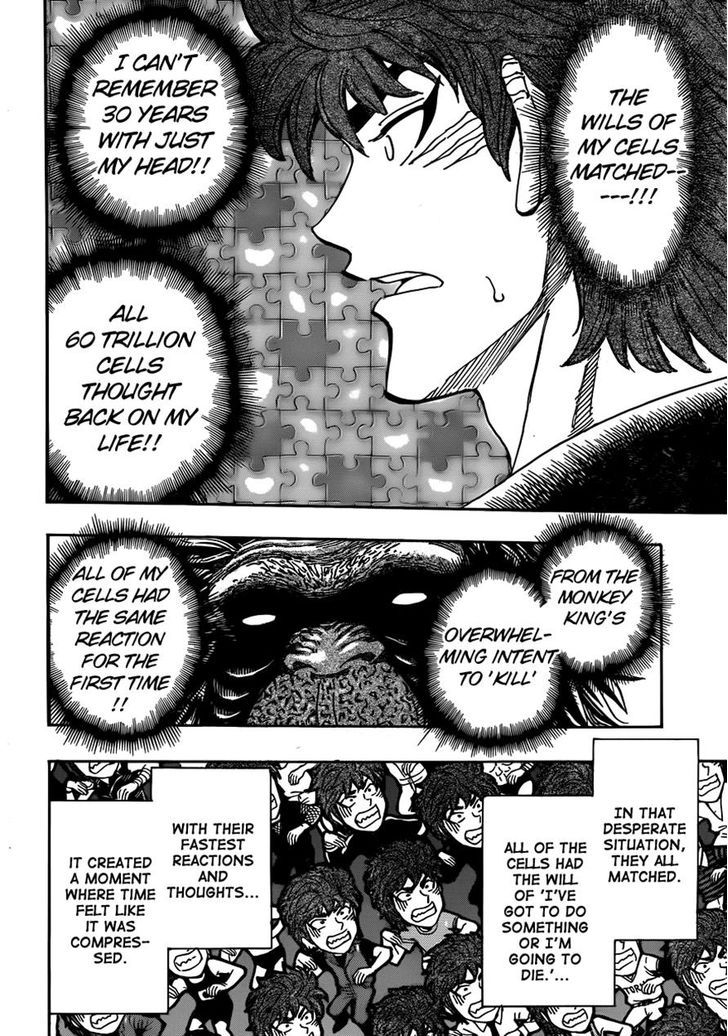 THE
WILLS OF
MY CELLS
MATCHED--
----!!!
I CAN'T
REMEMBER
30 YEARS
WITH JUST
MY HEAD!!
ALL
60 TRILLION
CELLS
THOUGHT
BACK ON MY
LIFE!!
FROM THE
MONKEY
KING'S
OVERWHEL-
MING INTENT
TO 'KILL'
ALL OF MY
CELLS HAD
THE SAME
REACTION
FOR THE
FIRST TIME
!!
IN THAT
DESPERATE
SITUATION,
THEY ALL
MATCHED.
ALL OF THE
CELLS HAD
THE WILL
OF 'I'VE
GOT TO DO
SOMETHING
OR I'M
GOING TO
DIE.'...
WITH THEIR
FASTEST
REACTIONS
AND
THOUGHTS...
IT CREATED
A MOMENT
WHERE TIME
FELT LIKE
IT WAS
COMPRES-
SED.